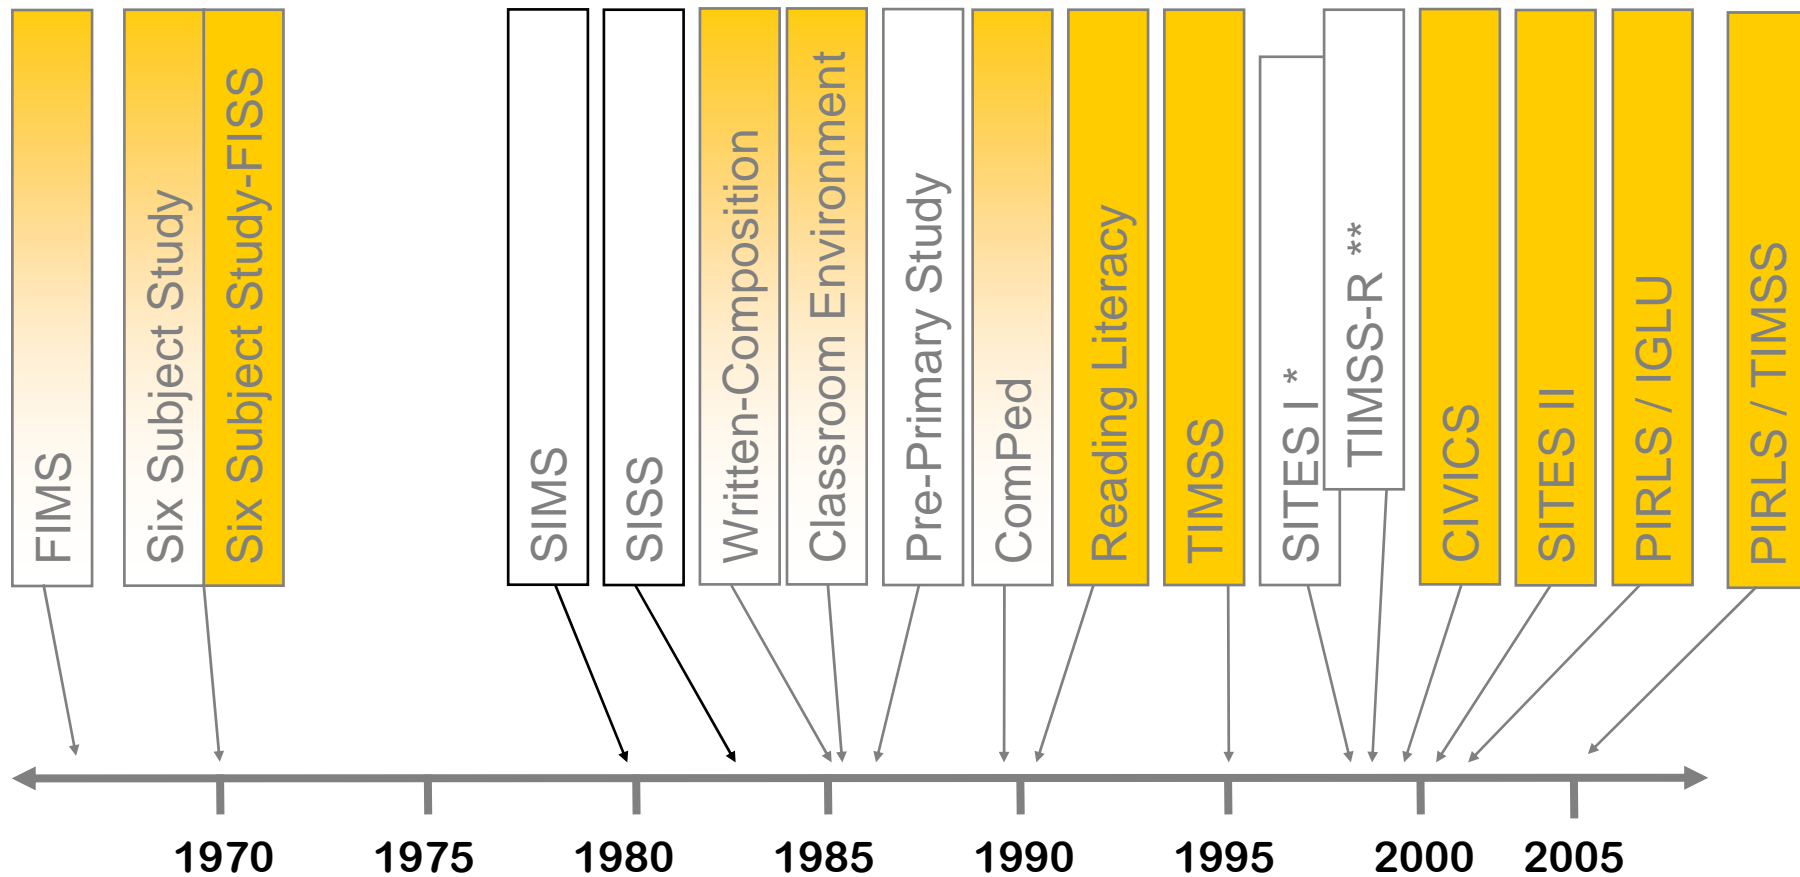 FIMS
Six Subject Study
Six Subject Study-FISS
SIMS
SISS
Written-Composition
Classroom Environment
Pre-Primary Study
ComPed
Reading Literacy
TIMSS
SITES I *
TIMSS-R **
CIVICS
SITES II
PIRLS / IGLU
PIRLS / TIMSS
1970
1975
1980
1985
1990
1995
2000
2005